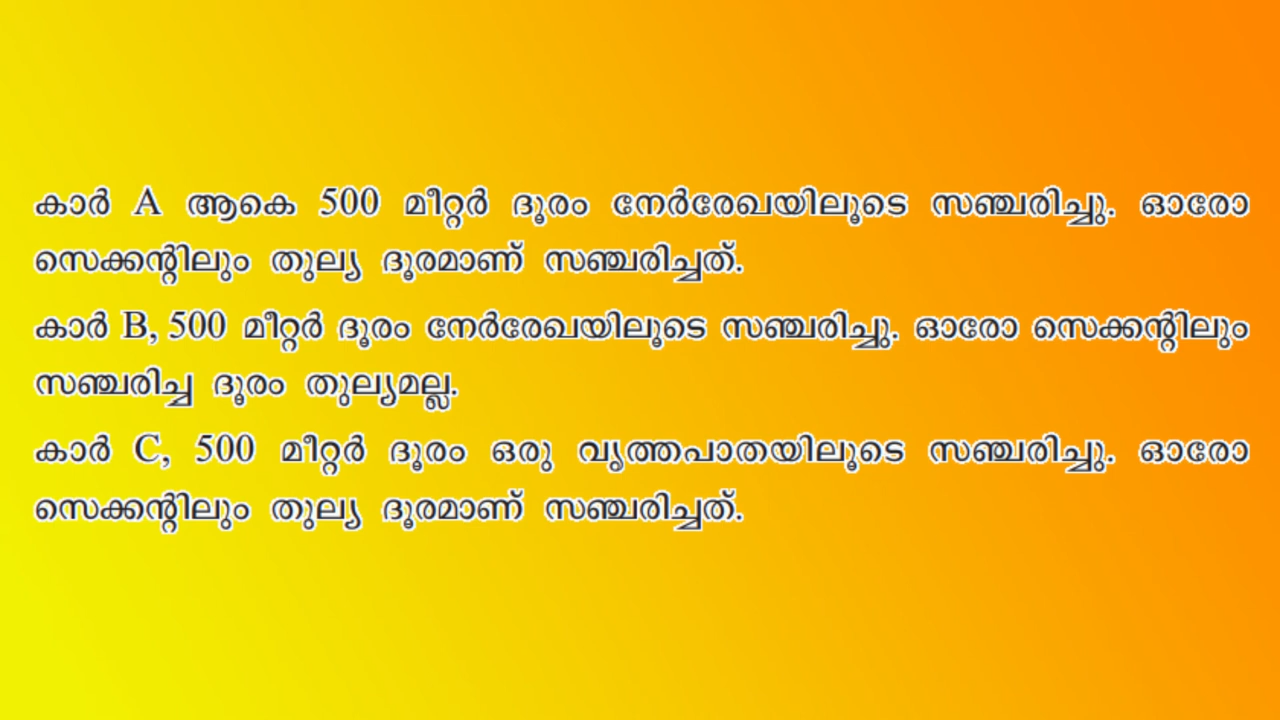 കാർ A ആകെ 500 മീറ്റർ ദൂരം നേർരേഖയിലൂടെ സഞ്ചരിച്ചു. ഓരോ
സെക്കന്റിലും തുല്യ ദൂരമാണ് സഞ്ചരിച്ചത്.
കാർ B, 500 മീറ്റർ ദൂരം നേർരേഖയിലൂടെ സഞ്ചരിച്ചു. ഓരോ സെക്കന്റിലും
സഞ്ചരിച്ച ദൂരം തുല്യമല്ല.
കാർ C, 500 മീറ്റർ ദൂരം ഒരു വൃത്തപാതയിലൂടെ സഞ്ചരിച്ചു. ഓരോ
സെക്കന്റിലും തുല്യ ദൂരമാണ് സഞ്ചരിച്ചത്.